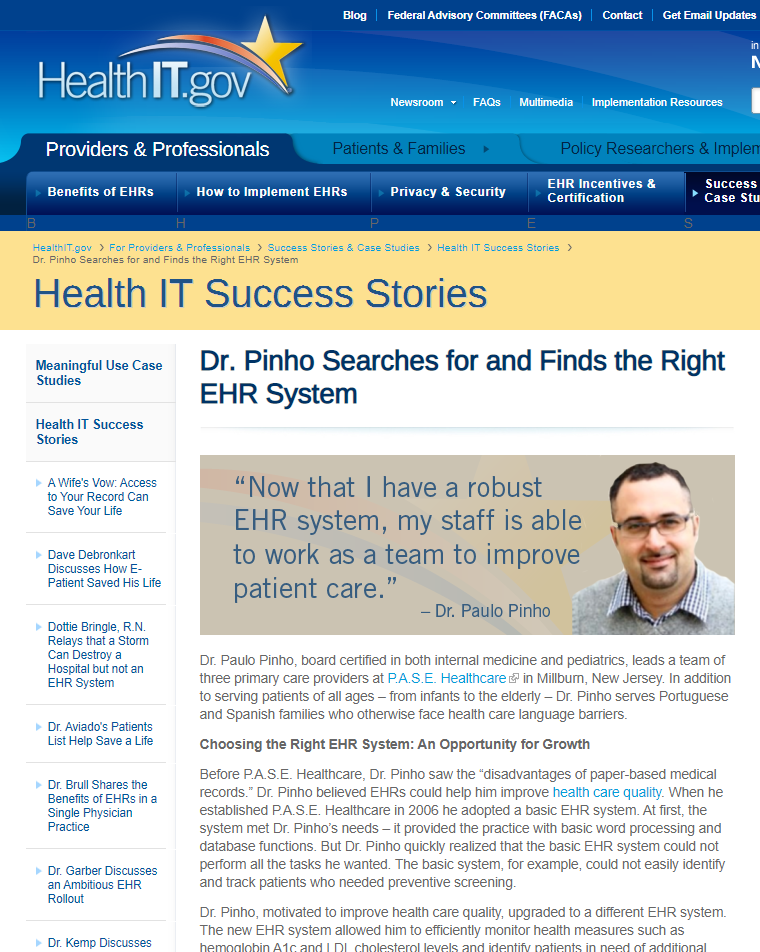 Blog
Federal Advisory Committees (FACAs)
Contact
Get Email Updates
in
N
HealthIT.gov
Newsroom
FAQs
Multimedia
Implementation Resources
Providers & Professionals
Patients & Families
Policy Researchers & Implem
Benefits of EHRs
How to Implement EHRs
Privacy & Security
EHR Incentives &
Certification
Success
Case Stu
B
H
P
E
S
HealthIT.gov > For Providers & Professionals > Success Stories & Case Studies > Health IT Success Stories >
Dr. Pinho Searches for and Finds the Right EHR System
Health IT Success Stories
Meaningful Use Case
Studies
Health IT Success
Stories
A Wife's Vow: Access
to Your Record Can
Save Your Life
Dave Debronkart
Discusses How E-
Patient Saved His Life
Dottie Bringle, R.N.
Relays that a Storm
Can Destroy a
Hospital but not an
EHR System
Dr. Aviado's Patients
List Help Save a Life
Dr. Brull Shares the
Benefits of EHRs in a
Single Physician
Practice
Dr. Garber Discusses
an Ambitious EHR
Rollout
Dr. Kemp Discusses
Dr. Pinho Searches for and Finds the Right
EHR System
“Now that I have a robust
EHR system, my staff is able
to work as a team to improve
patient care.”
– Dr. Paulo Pinho
Dr. Paulo Pinho, board certified in both internal medicine and pediatrics, leads a team of
three primary care providers at P.A.S.E. Healthcare in Millburn, New Jersey. In addition
to serving patients of all ages – from infants to the elderly – Dr. Pinho serves Portuguese
and Spanish families who otherwise face health care language barriers.
Choosing the Right EHR System: An Opportunity for Growth
Before P.A.S.E. Healthcare, Dr. Pinho saw the “disadvantages of paper-based medical
records.” Dr. Pinho believed EHRs could help him improve health care quality. When he
established P.A.S.E. Healthcare in 2006 he adopted a basic EHR system. At first, the
system met Dr. Pinho’s needs – it provided the practice with basic word processing and
database functions. But Dr. Pinho quickly realized that the basic EHR system could not
perform all the tasks he wanted. The basic system, for example, could not easily identify
and track patients who needed preventive screening.
Dr. Pinho, motivated to improve health care quality, upgraded to a different EHR system.
The new EHR system allowed him to efficiently monitor health measures such as
hemoglobin A1c and LDL cholesterol levels and identify patients in need of additional